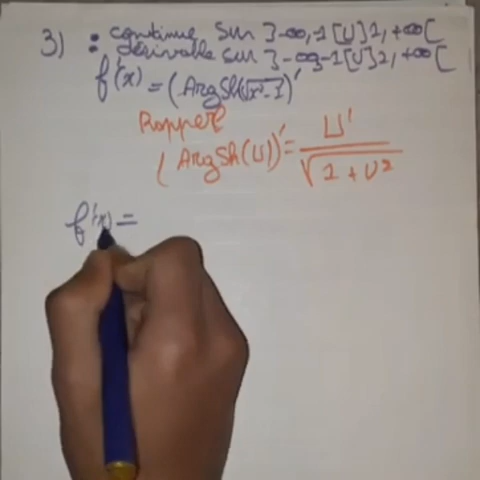 3) : continue sur ]-∞,-1[U]1,+∞[
dérivable sur ]-∞,-1[U]1,+∞[
f'(x) = (ArgSh(√x²-1))'
Rappel
(ArgSh(U))' = U' / √1+U²
f'(x) =